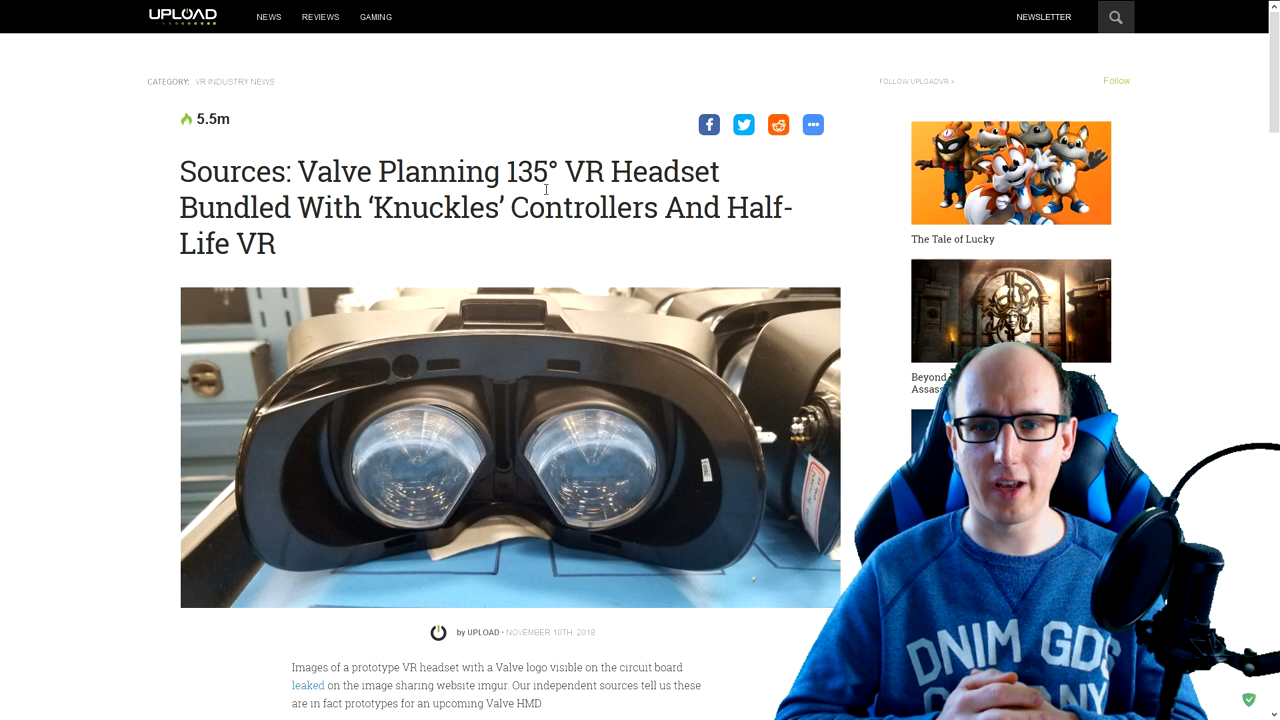 UPLOAD
NEWS
REVIEWS
GAMING
NEWSLETTER
CATEGORY: VR INDUSTRY NEWS
FOLLOW UPLOADVR >
Follow
5.5m
Sources: Valve Planning 135° VR Headset
Bundled With ‘Knuckles’ Controllers And Half-
Life VR
The Tale of Lucky
Beyond
by UPLOAD • NOVEMBER 10TH, 2018
Images of a prototype VR headset with a Valve logo visible on the circuit board
leaked on the image sharing website imgur. Our independent sources tell us these
are in fact prototypes for an upcoming Valve HMD.
DNIM GDS